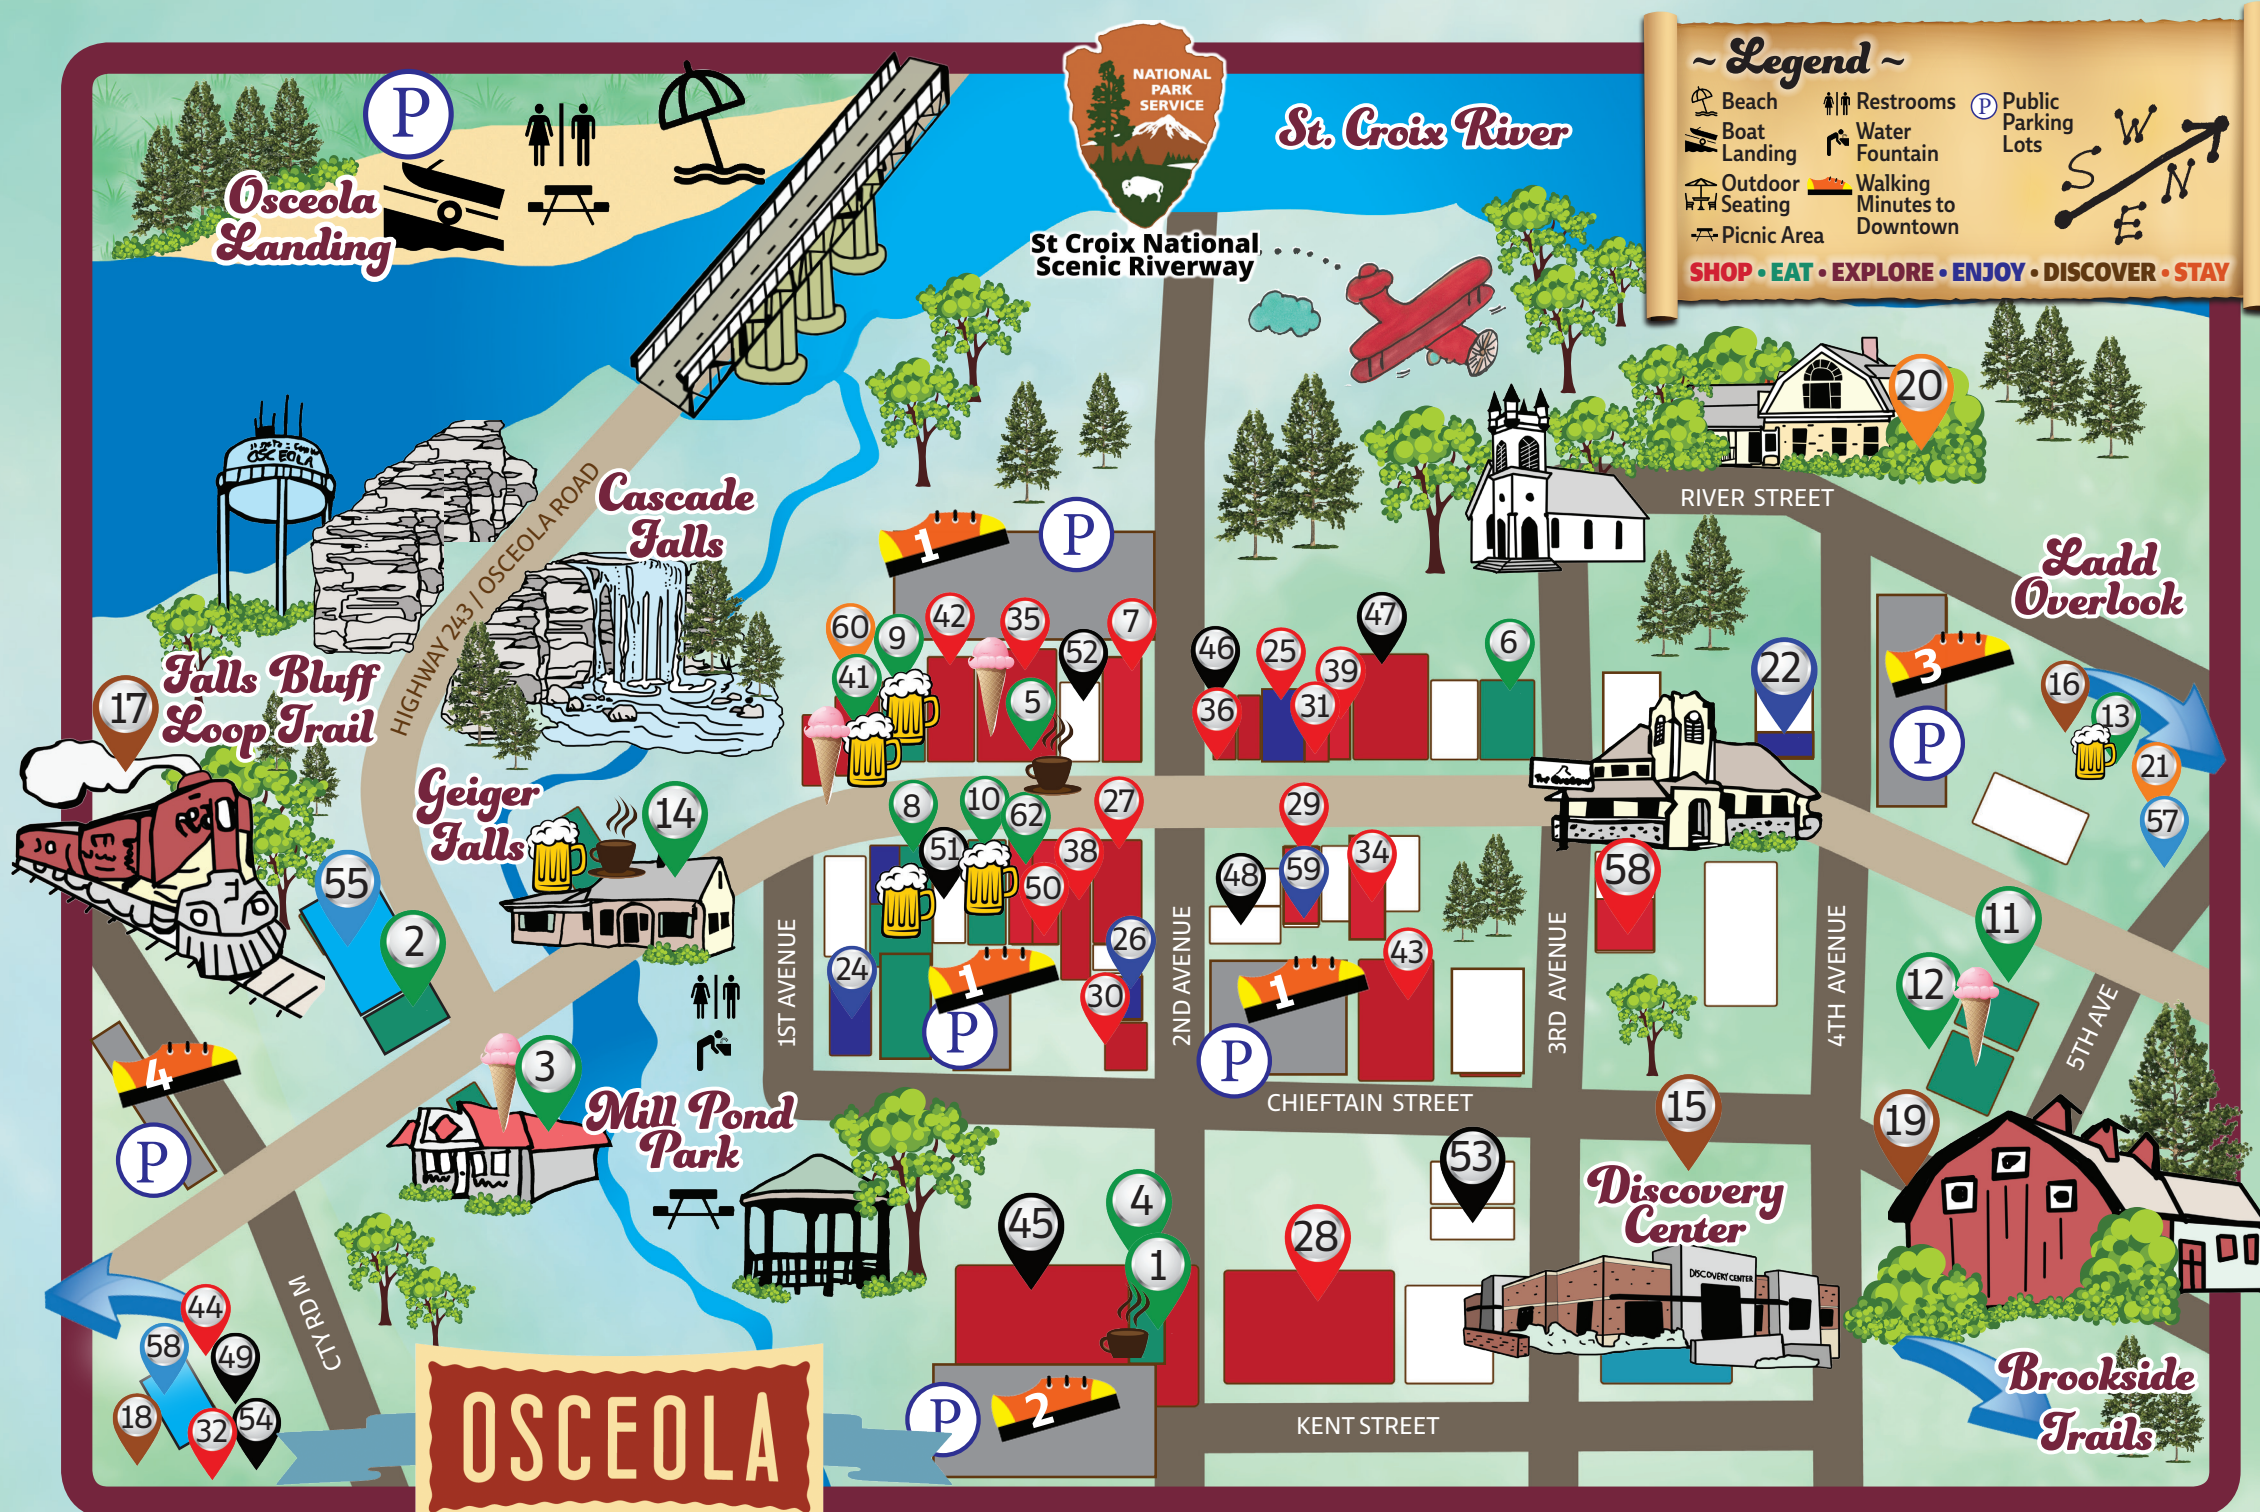 NATIONAL
PARK
SERVICE
St Croix National
Scenic Riverway
St. Croix River
~ Legend ~
Beach
Boat
Landing
Outdoor
Seating
Picnic Area
Restrooms
Water
Fountain
Walking
Minutes to
Downtown
P
Public
Parking
Lots
W
S
N
E
SHOP • EAT • EXPLORE • ENJOY • DISCOVER • STAY
P
Osceola
Landing
OSCEOLA
HIGHWAY 243 / OSCEOLA ROAD
Cascade
Falls
20
RIVER STREET
Ladd
Overlook
1
P
Falls Bluff
Loop Trail
17
60
9
42
35
52
7
41
5
46
25
47
39
6
36
31
22
3
P
16
13
21
57
Geiger
Falls
14
8
10
62
27
51
38
50
29
48
59
34
58
55
2
24
26
30
43
1
P
1
P
1ST AVENUE
2ND AVENUE
3RD AVENUE
4TH AVENUE
5TH AVE
11
12
4
P
3
Mill Pond
Park
CHIEFTAIN STREET
15
19
Discovery
Center
DISCOVERY CENTER
45
4
1
28
53
CTY RD M
44
58
49
18
32
54
OSCEOLA
P
2
KENT STREET
Brookside
Trails